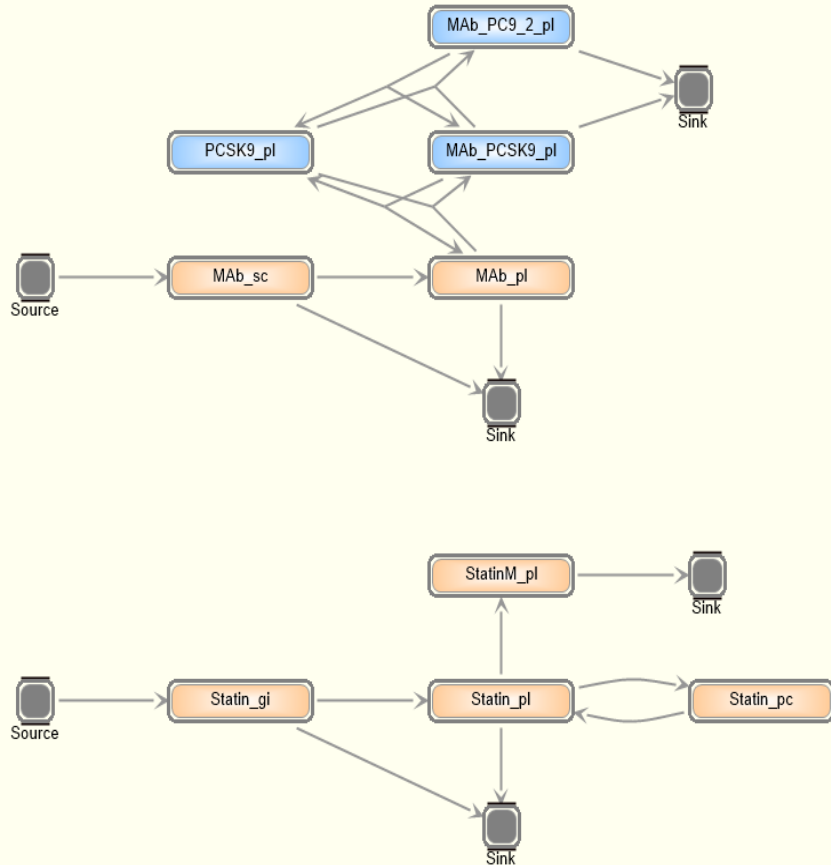 MAb_PC9_2_pl
Sink
PCSK9_pl
MAb_PCSK9_pl
MAb_sc
MAb_pl
Source
Sink
StatinM_pl
Sink
Statin_gi
Statin_pl
Statin_pc
Source
Sink